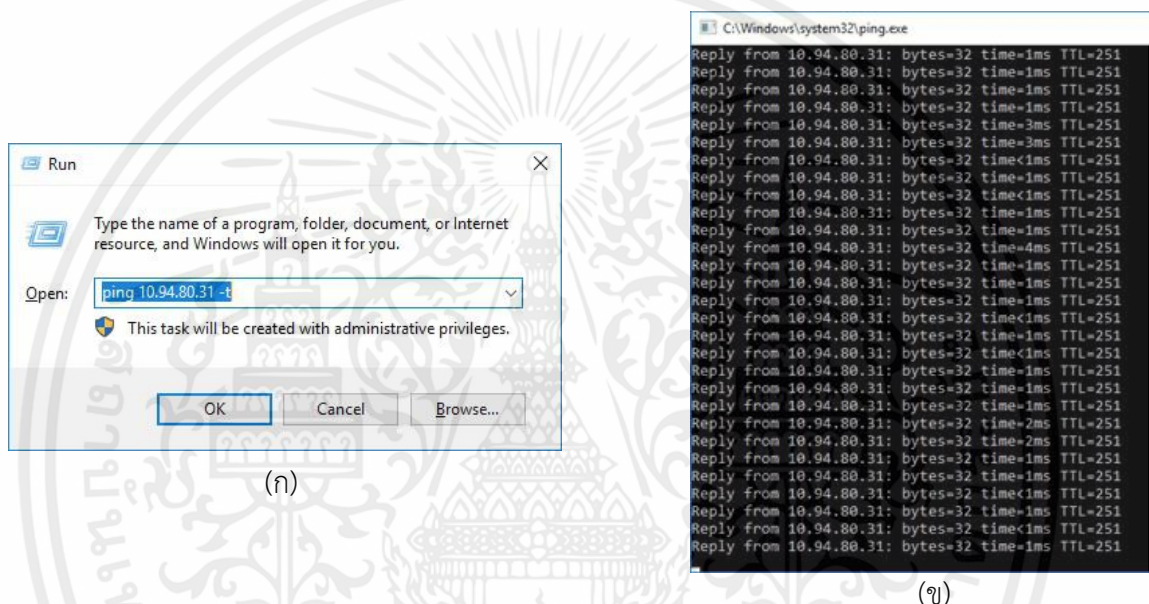 Run
Type the name of a program, folder, document, or Internet
resource, and Windows will open it for you.
Open:
ping 10.94.80.31 -t
This task will be created with administrative privileges.
OK
Cancel
Browse...
(ก)
C:\Windows\system32\ping.exe
Reply from 10.94.80.31: bytes=32 time=1ms TTL=251
Reply from 10.94.80.31: bytes=32 time=1ms TTL=251
Reply from 10.94.80.31: bytes=32 time=1ms TTL=251
Reply from 10.94.80.31: bytes=32 time=1ms TTL=251
Reply from 10.94.80.31: bytes=32 time=3ms TTL=251
Reply from 10.94.80.31: bytes=32 time=3ms TTL=251
Reply from 10.94.80.31: bytes=32 time<1ms TTL=251
Reply from 10.94.80.31: bytes=32 time=1ms TTL=251
Reply from 10.94.80.31: bytes=32 time<1ms TTL=251
Reply from 10.94.80.31: bytes=32 time=1ms TTL=251
Reply from 10.94.80.31: bytes=32 time=1ms TTL=251
Reply from 10.94.80.31: bytes=32 time=4ms TTL=251
Reply from 10.94.80.31: bytes=32 time=1ms TTL=251
Reply from 10.94.80.31: bytes=32 time=1ms TTL=251
Reply from 10.94.80.31: bytes=32 time=1ms TTL=251
Reply from 10.94.80.31: bytes=32 time<1ms TTL=251
Reply from 10.94.80.31: bytes=32 time=1ms TTL=251
Reply from 10.94.80.31: bytes=32 time<1ms TTL=251
Reply from 10.94.80.31: bytes=32 time=1ms TTL=251
Reply from 10.94.80.31: bytes=32 time=1ms TTL=251
Reply from 10.94.80.31: bytes=32 time=1ms TTL=251
Reply from 10.94.80.31: bytes=32 time=2ms TTL=251
Reply from 10.94.80.31: bytes=32 time=2ms TTL=251
Reply from 10.94.80.31: bytes=32 time=1ms TTL=251
Reply from 10.94.80.31: bytes=32 time=1ms TTL=251
Reply from 10.94.80.31: bytes=32 time<1ms TTL=251
Reply from 10.94.80.31: bytes=32 time=1ms TTL=251
Reply from 10.94.80.31: bytes=32 time<1ms TTL=251
Reply from 10.94.80.31: bytes=32 time=1ms TTL=251
(ข)